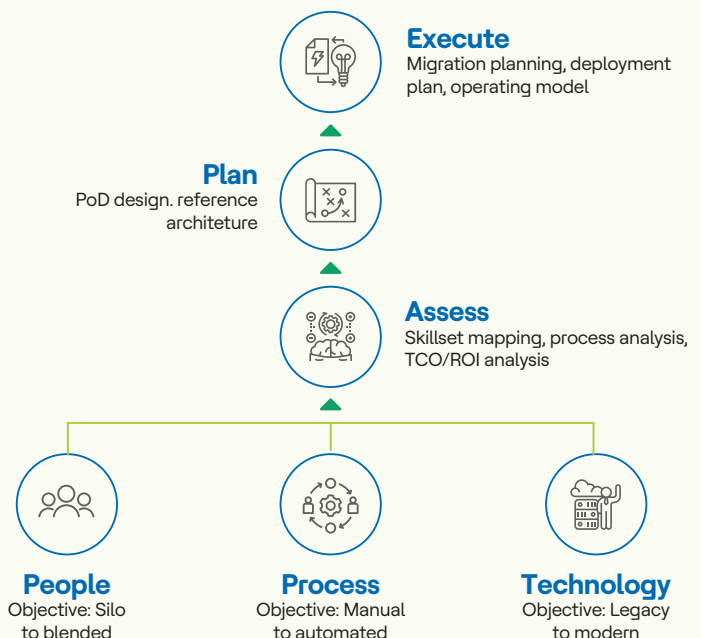 Execute
Migration planning, deployment
plan, operating model
Plan
PoD design. reference
architeture
Assess
Skillset mapping, process analysis,
TCO/ROI analysis
People
Objective: Silo
to blended
Process
Objective: Manual
to automated
Technology
Objective: Legacy
to modern